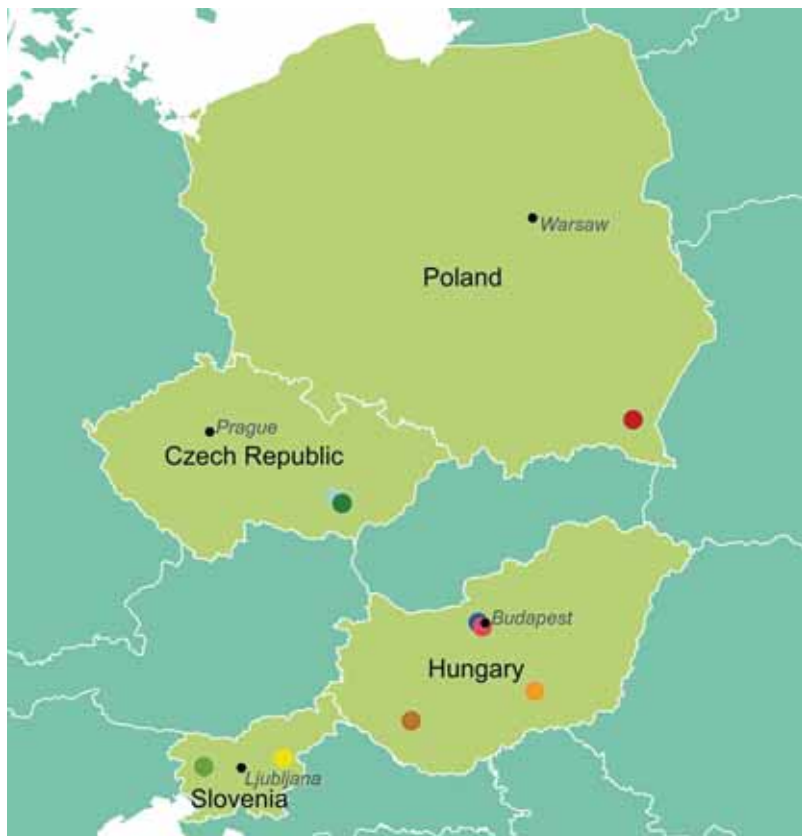 Warsaw
Poland
Prague
Czech Republic
Budapest
Hungary
Ljubljana
Slovenia